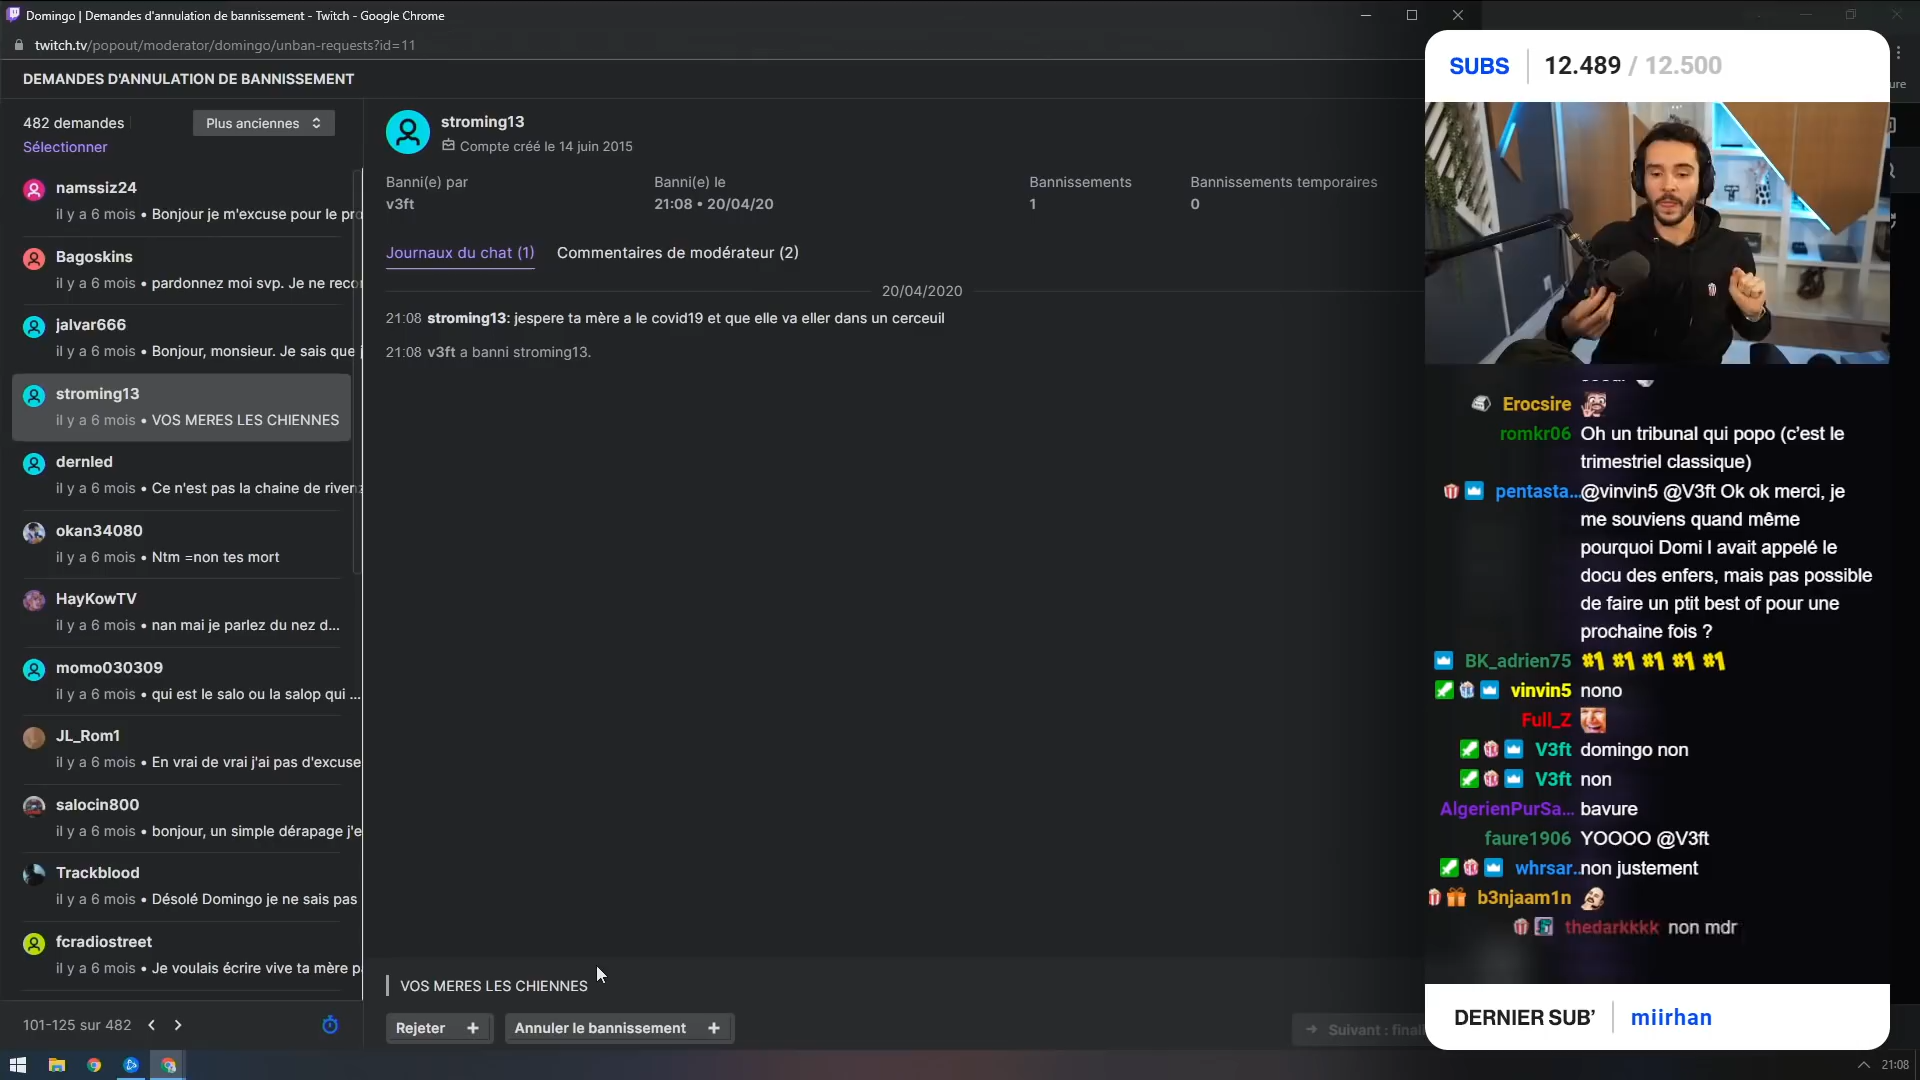 Domingo | Demandes d'annulation de bannissement - Twitch - Google Chrome
twitch.tv/popout/moderator/domingo/unban-requests?id=11
DEMANDES D'ANNULATION DE BANNISSEMENT
482 demandes
Plus anciennes
Sélectionner
namssiz24
il y a 6 mois • Bonjour je m'excuse pour le pro
Bagoskins
il y a 6 mois • pardonnez moi svp. Je ne recor
jalvar666
il y a 6 mois • Bonjour, monsieur. Je sais que j
stroming13
il y a 6 mois • VOS MERES LES CHIENNES
dernled
il y a 6 mois • Ce n'est pas la chaine de riven
okan34080
il y a 6 mois • Ntm =non tes mort
HayKowTV
il y a 6 mois • nan mai je parlez du nez d...
momo030309
il y a 6 mois • qui est le salo ou la salop qui ...
JL_Rom1
il y a 6 mois • En vrai de vrai j'ai pas d'excuse
salocin800
il y a 6 mois • bonjour, un simple dérapage j'e
Trackblood
il y a 6 mois • Désolé Domingo je ne sais pas
fcradiostreet
il y a 6 mois • Je voulais écrire vive ta mère p
101-125 sur 482
stroming13
Compte créé le 14 juin 2015
Banni(e) par
v3ft
Banni(e) le
21:08 • 20/04/20
Bannissements
1
Bannissements temporaires
0
Journaux du chat (1)
Commentaires de modérateur (2)
20/04/2020
21:08 stroming13: jespere ta mère a le covid19 et que elle va eller dans un cerceuil
21:08 v3ft a banni stroming13.
VOS MERES LES CHIENNES
Rejeter
Annuler le bannissement
Suivant : final
SUBS
12.489 / 12.500
ure
Erocsire
romkr06 Oh un tribunal qui popo (c'est le
trimestriel classique)
pentasta... @vinvin5 @V3ft Ok ok merci, je
me souviens quand même
pourquoi Domi l avait appelé le
docu des enfers, mais pas possible
de faire un ptit best of pour une
prochaine fois ?
BK_adrien75 #1 #1 #1 #1 #1
vinvin5 nono
Full_Z
V3ft domingo non
V3ft non
AlgerienPurSa... bavure
faure1906 YOOOO @V3ft
whrsar.. non justement
b3njaam1n
thedarkkkk non mdr
DERNIER SUB'
miirhan
21:08